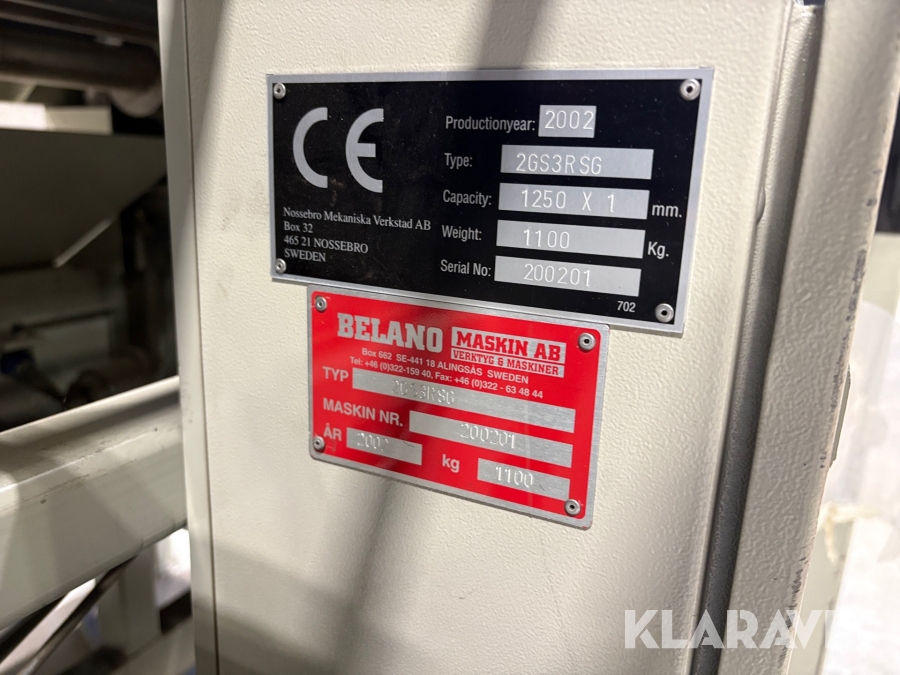 CE
Productionyear: 2002
Type: 2GS3RSG
Capacity: 1250 X 1 mm.
Weight: 1100 Kg.
Serial No: 200201
Nossebro Mekaniska Verkstad AB
Box 32
465 21 NOSSEBRO
SWEDEN
702
BELANO MASKIN AB
VERKTYG & MASKINER
Box 662 SE-441 18 ALINGSÅS SWEDEN
Tel: +46 (0)322-159 40, Fax: +46 (0)322 - 63 48 44
TYP 2GS3RSG
MASKIN NR. 200201
ÅR 2002 kg 1100